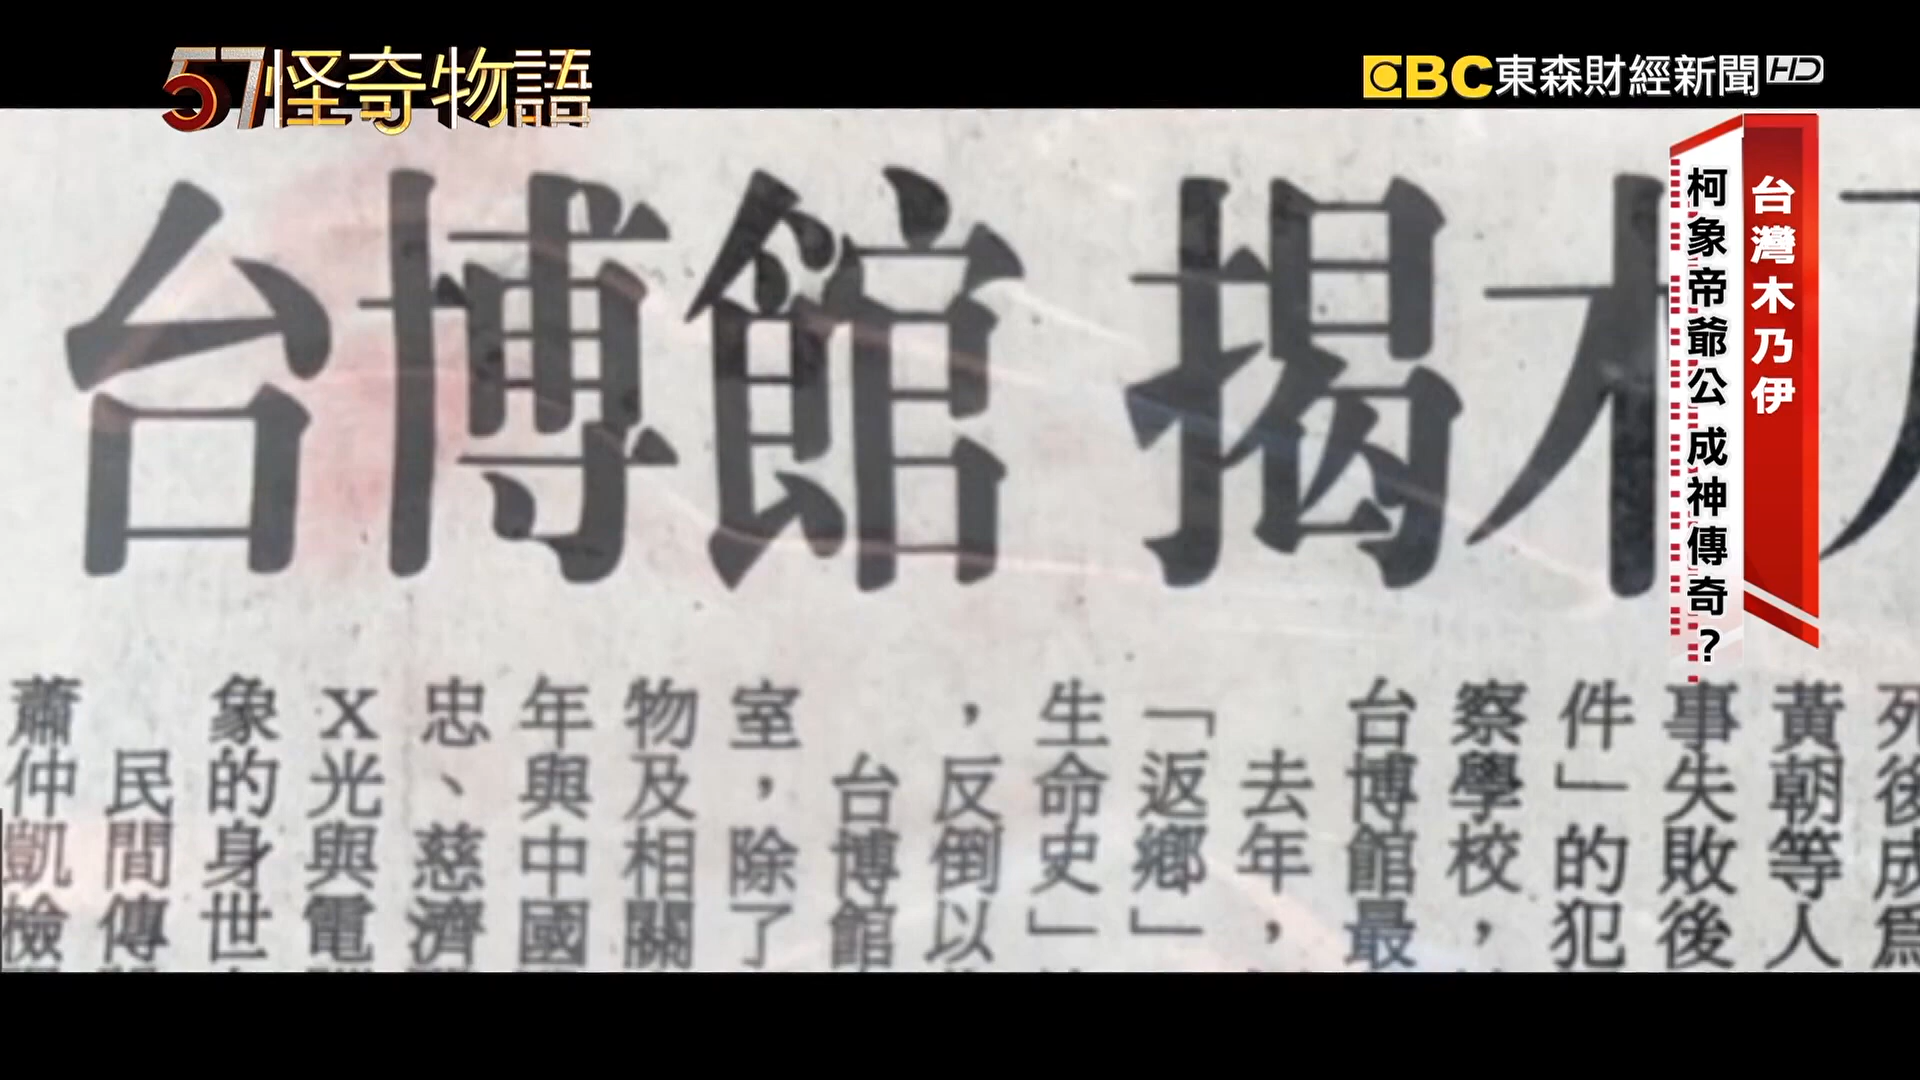 57怪奇物語
EBC東森財經新聞HD
台灣木乃伊
柯象帝爺公 成神傳奇？
台博館 揭木
死後成爲
黃朝等人
事失敗後
件」的犯
察學校，
台博館最
去年，
「返鄉」
生命史」
，反倒以
台博館
室，除了
物及相關
年與中國
忠、慈濟
X光與電
象的身世
民間傳
蕭仲凱檢